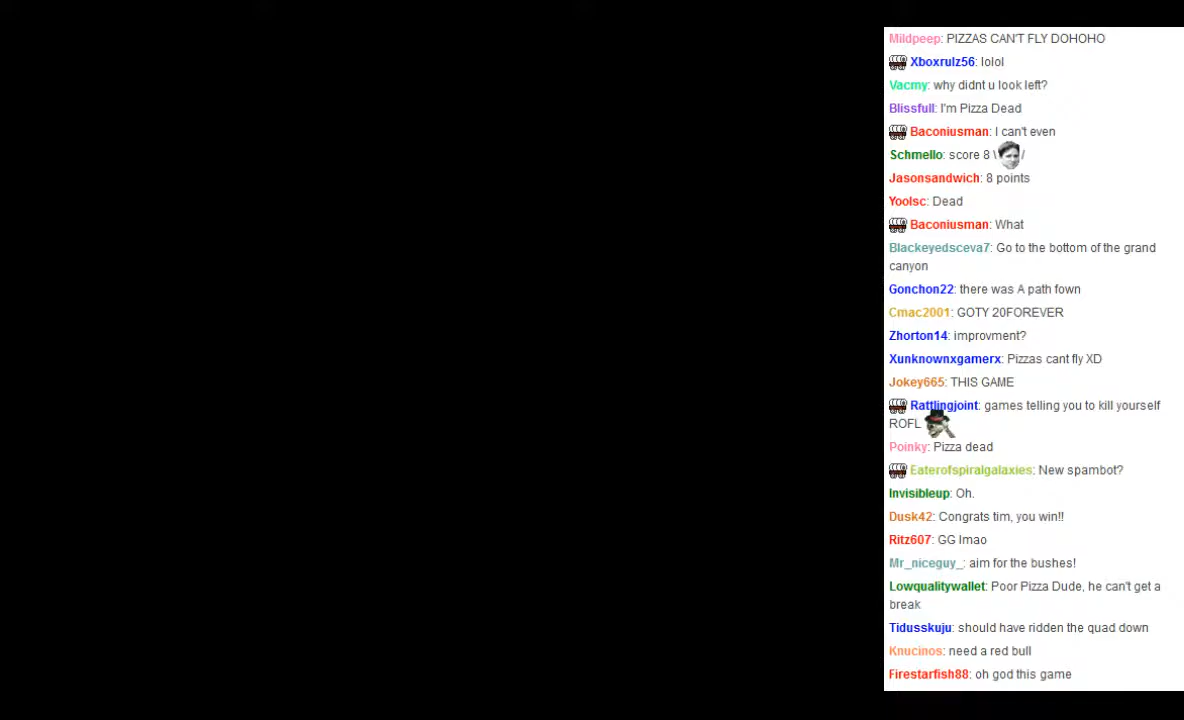 Mildpeep: PIZZAS CAN'T FLY DOHOHO
Xboxrulz56: lolol
Vacmy: why didnt u look left?
Blissfull: I'm Pizza Dead
Baconiusman: I can't even
Schmello: score 8 \ /
Jasonsandwich: 8 points
Yoolsc: Dead
Baconiusman: What
Blackeyedsceva7: Go to the bottom of the grand
canyon
Gonchon22: there was A path fown
Cmac2001: GOTY 20FOREVER
Zhorton14: improvment?
Xunknownxgamerx: Pizzas cant fly XD
Jokey665: THIS GAME
Rattlingjoint: games telling you to kill yourself
ROFL
Poinky: Pizza dead
Eaterofspiralgalaxies: New spambot?
Invisibleup: Oh.
Dusk42: Congrats tim, you win!!
Ritz607: GG lmao
Mr_niceguy_: aim for the bushes!
Lowqualitywallet: Poor Pizza Dude, he can't get a
break
Tidusskuju: should have ridden the quad down
Knucinos: need a red bull
Firestarfish88: oh god this game